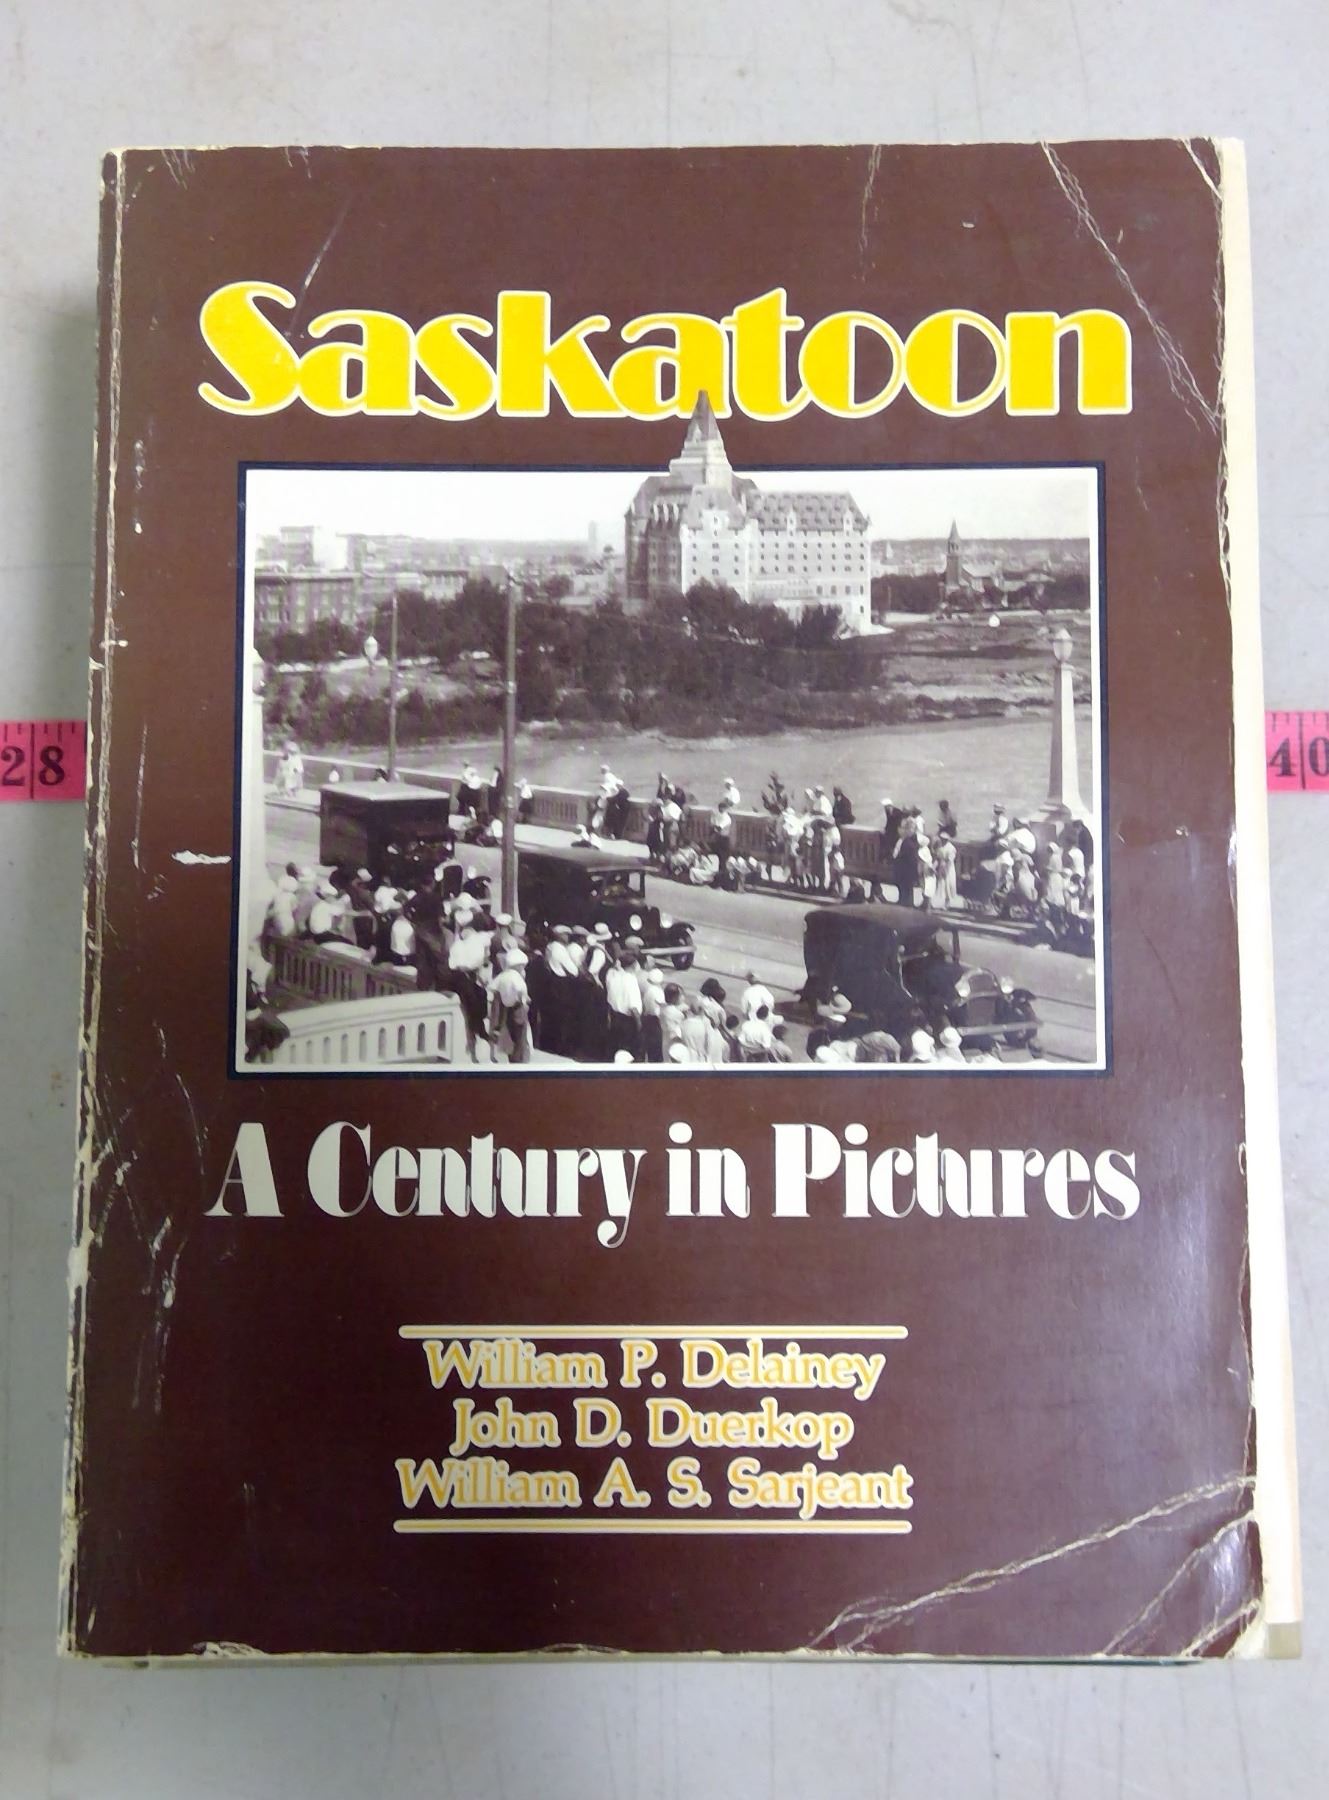 Saskatoon
28
40
A Century in Pictures
William P. Delainey
John D. Duerkop
William A. S. Sarjeant